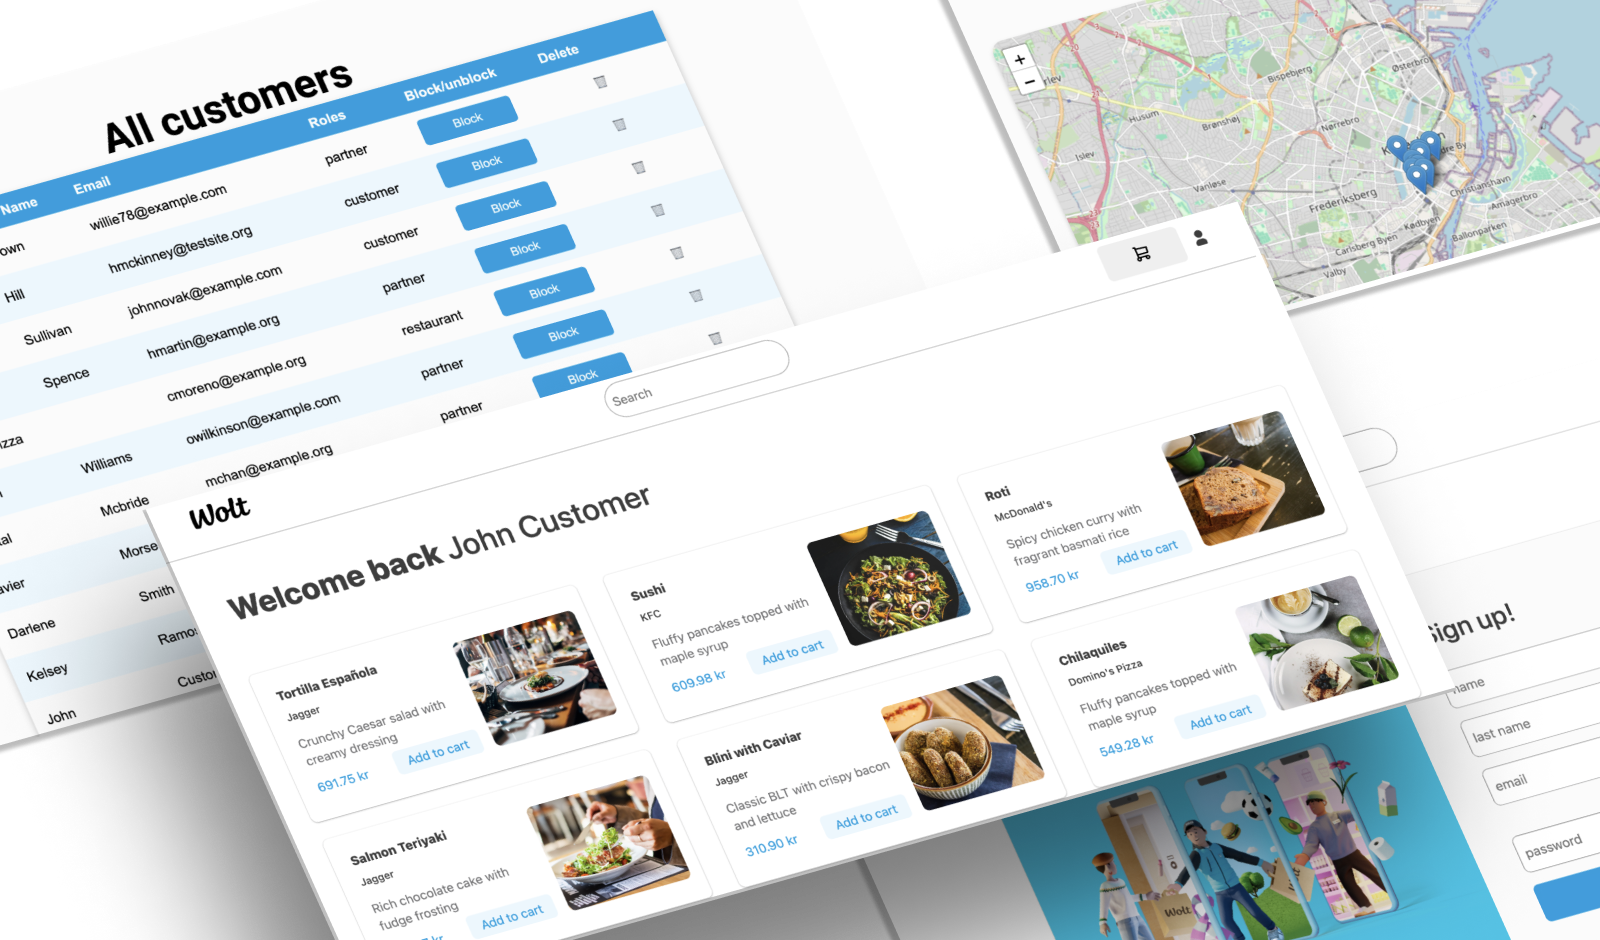 All customers
Name Email Roles Block/unblock Delete
own willie78@example.com partner Block
Hill hmckinney@testsite.org customer Block
Sullivan johnnovak@example.com customer Block
Spence hmartin@example.org partner Block
izza cmoreno@example.org restaurant Block
Williams owilkinson@example.com partner Block
tal Mcbride mchan@example.org partner Block
avier Morse
Darlene Smith
Kelsey Ramo
John Custo
+
−
Husum
Bispebjerg
Østerbro
Brønshøj
Nørrebro
Islev
Vanløse
Frederiksberg
Christianshavn
Amagerbro
Kødbyen
Ballonparken
Carlsberg Byen
Valby
Search
Wolt
Welcome back John Customer
Tortilla Española
Jagger
Crunchy Caesar salad with
creamy dressing
691.75 kr
Add to cart
Sushi
KFC
Fluffy pancakes topped with
maple syrup
609.98 kr
Add to cart
Roti
McDonald's
Spicy chicken curry with
fragrant basmati rice
958.70 kr
Add to cart
Salmon Teriyaki
Jagger
Rich chocolate cake with
fudge frosting
kr
Add to cart
Blini with Caviar
Jagger
Classic BLT with crispy bacon
and lettuce
310.90 kr
Add to cart
Chilaquiles
Domino's Pizza
Fluffy pancakes topped with
maple syrup
549.28 kr
Add to cart
Sign up!
name
last name
email
password
Wolt